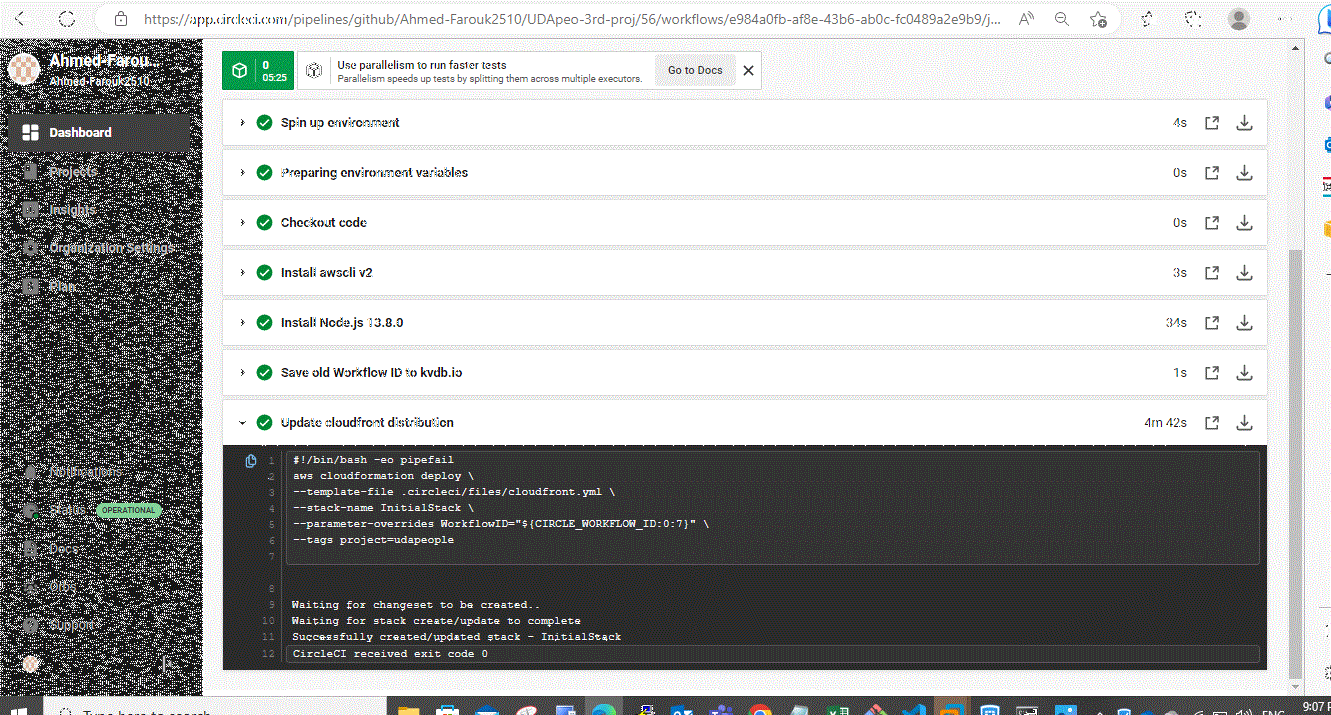 https://app.circleci.com/pipelines/github/Ahmed-Farouk2510/UDApeo-3rd-proj/56/workflows/e984a0fb-af8e-43b6-ab0c-fc0489a2e9b9/j...
Ahmed-Farou...
Ahmed-Farouk2510
Dashboard
Projects
Insights
Organization Settings
Plan
Notifications
Status OPERATIONAL
Docs
Orbs
Support
0
05:25
Use parallelism to run faster tests
Parallelism speeds up tests by splitting them across multiple executors.
Go to Docs
Spin up environment 4s
Preparing environment variables 0s
Checkout code 0s
Install awscli v2 3s
Install Node.js 13.8.0 34s
Save old Workflow ID to kvdb.io 1s
Update cloudfront distribution 4m 42s
1 #!/bin/bash -eo pipefail
2 aws cloudformation deploy \
3 --template-file .circleci/files/cloudfront.yml \
4 --stack-name InitialStack \
5 --parameter-overrides WorkflowID="${CIRCLE_WORKFLOW_ID:0:7}" \
6 --tags project=udapeople
7
8
9 Waiting for changeset to be created..
10 Waiting for stack create/update to complete
11 Successfully created/updated stack - InitialStack
12 CircleCI received exit code 0
Type here to search
ENG
9:07